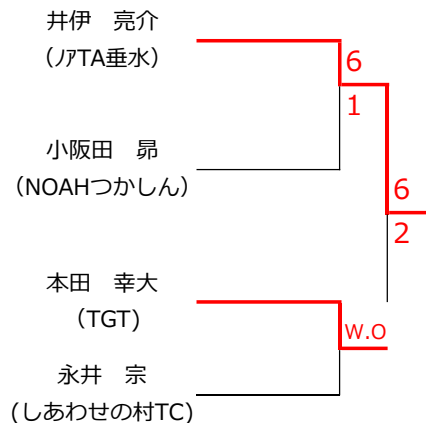 井伊　亮介
（ﾉｱTA垂水）
6
1
小阪田　昴
（NOAHつかしん）
6
2
本田　幸大
（TGT)
W.O
永井　宗
(しあわせの村TC)